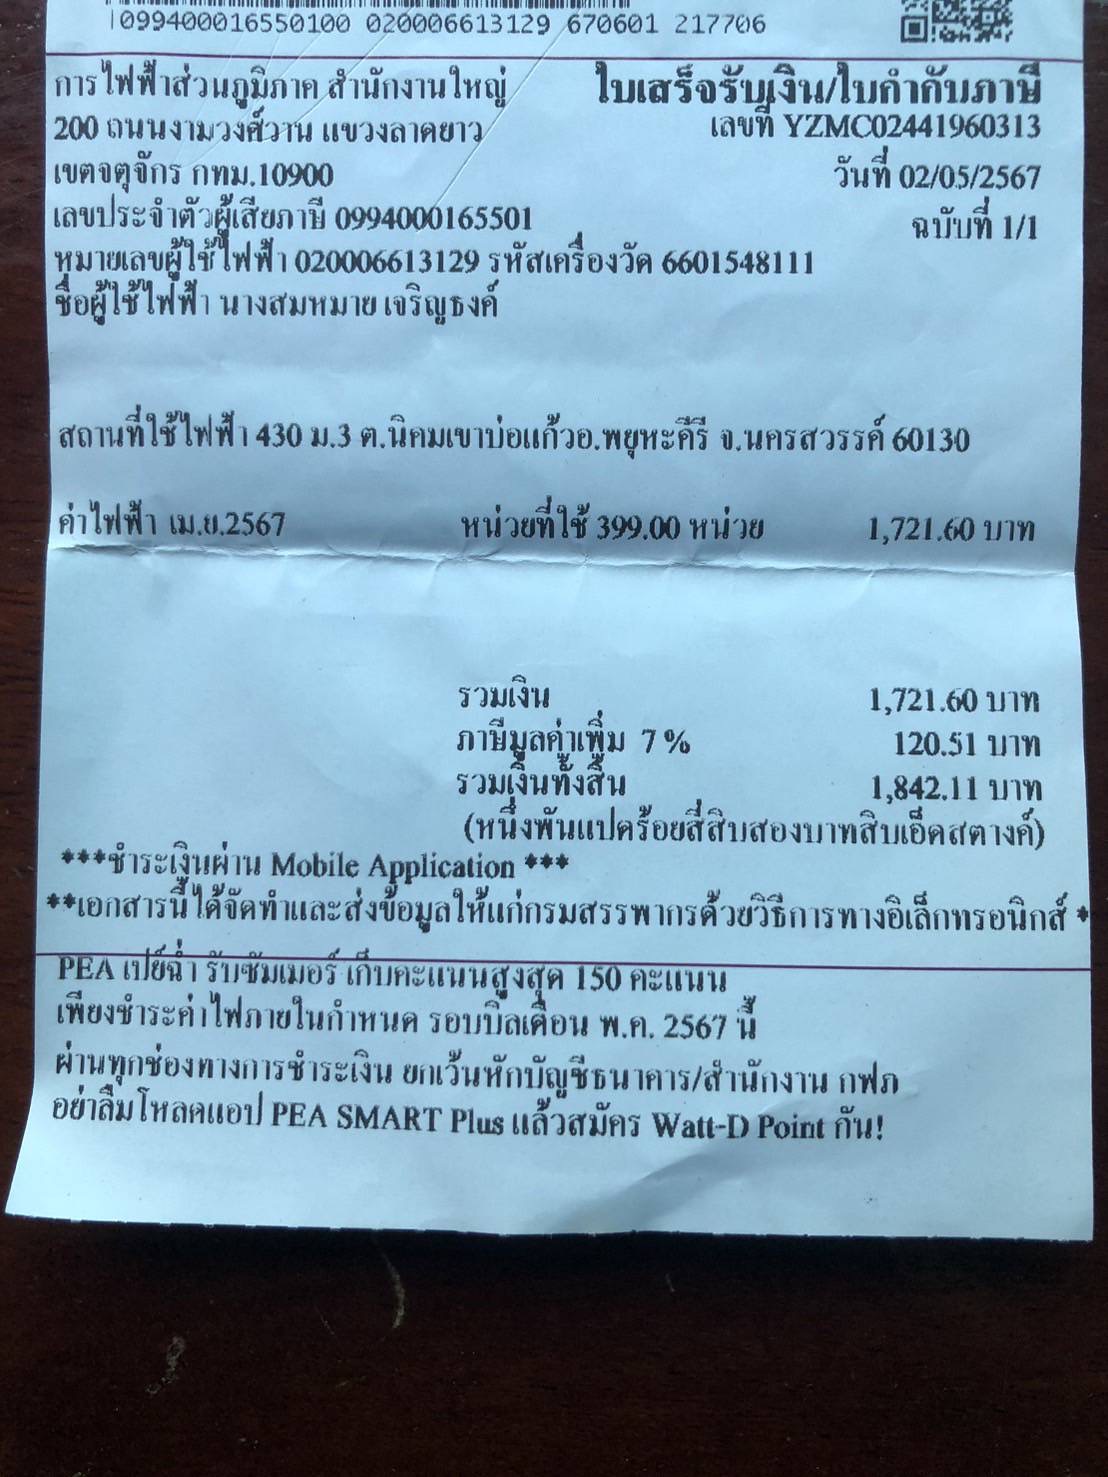 099400016550100 020006613129 670601 217706
การไฟฟ้าส่วนภูมิภาค สำนักงานใหญ่ ใบเสร็จรับเงิน/ใบกำกับภาษี
200 ถนนงามวงศ์วาน แขวงลาดยาว เลขที่ YZMC02441960313
เขตจตุจักร กทม.10900 วันที่ 02/05/2567
เลขประจำตัวผู้เสียภาษี 0994000165501 ฉบับที่ 1/1
หมายเลขผู้ใช้ไฟฟ้า 020006613129 รหัสเครื่องวัด 6601548111
ชื่อผู้ใช้ไฟฟ้า นางสมหมาย เจริญธงค์
สถานที่ใช้ไฟฟ้า 430 ม.3 ต.นิคมเขาบ่อแก้วอ.พยุหะคีรี จ.นครสวรรค์ 60130
ค่าไฟฟ้า เม.ย.2567 หน่วยที่ใช้ 399.00 หน่วย 1,721.60 บาท
รวมเงิน 1,721.60 บาท
ภาษีมูลค่าเพิ่ม 7% 120.51 บาท
รวมเงินทั้งสิ้น 1,842.11 บาท
(หนึ่งพันแปดร้อยสี่สิบสองบาทสิบเอ็ดสตางค์)
***ชำระเงินผ่าน Mobile Application ***
**เอกสารนี้ได้จัดทำและส่งข้อมูลให้แก่กรมสรรพากรด้วยวิธีการทางอิเล็กทรอนิกส์ *
PEA เปย์ฉ่ำ รับซัมเมอร์ เก็บคะแนนสูงสุด 150 คะแนน
เพียงชำระค่าไฟภายในกำหนด รอบบิลเดือน พ.ค. 2567 นี้
ผ่านทุกช่องทางการชำระเงิน ยกเว้นหักบัญชีธนาคาร/สำนักงาน กฟภ
อย่าลืมโหลดแอป PEA SMART Plus แล้วสมัคร Watt-D Point กัน!